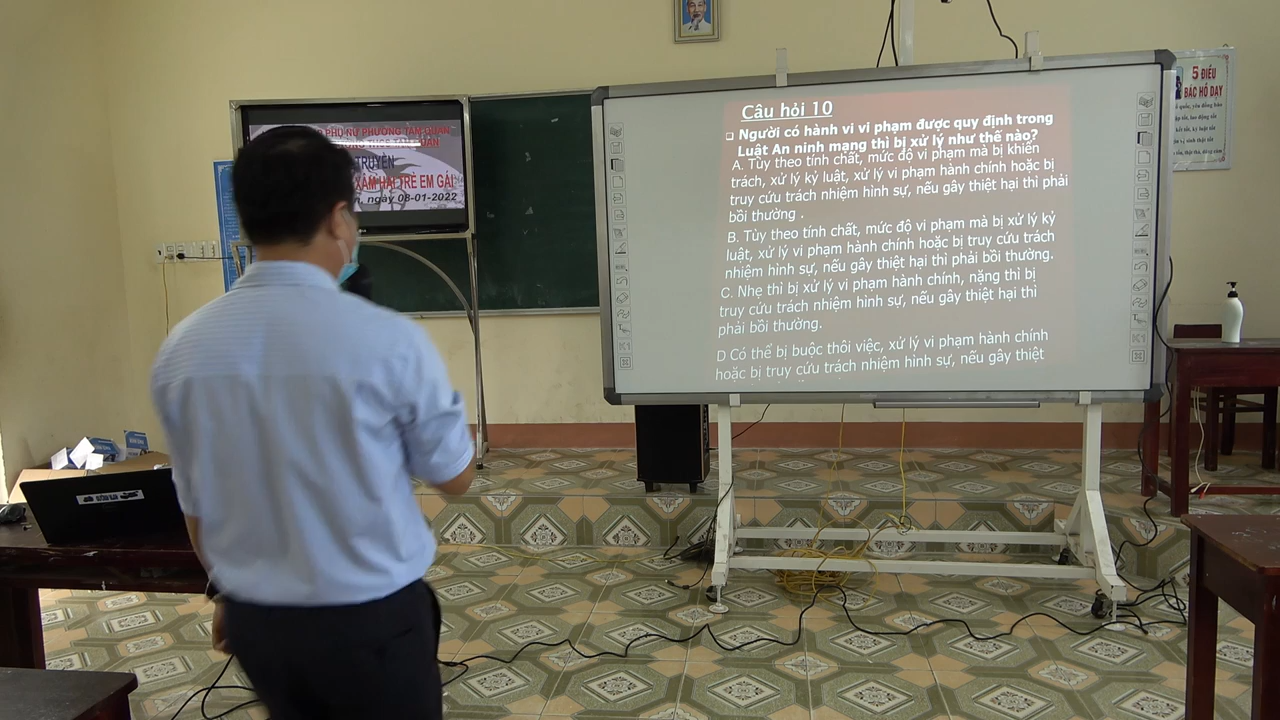 PHỤ NỮ PHƯỜNG TAM QUAN
TRUYỀN
XÂM HẠI TRẺ EM GÁI
ngày 08-01-2022
Câu hỏi 10
Người có hành vi vi phạm được quy định trong
Luật An ninh mạng thì bị xử lý như thế nào?
A. Tùy theo tính chất, mức độ vi phạm mà bị khiển
trách, xử lý kỷ luật, xử lý vi phạm hành chính hoặc bị
truy cứu trách nhiệm hình sự, nếu gây thiệt hại thì phải
bồi thường .
B. Tùy theo tính chất, mức độ vi phạm mà bị xử lý kỷ
luật, xử lý vi phạm hành chính hoặc bị truy cứu trách
nhiệm hình sự, nếu gây thiệt hại thì phải bồi thường.
C. Nhẹ thì bị xử lý vi phạm hành chính, nặng thì bị
truy cứu trách nhiệm hình sự, nếu gây thiệt hại thì
phải bồi thường.
D Có thể bị buộc thôi việc, xử lý vi phạm hành chính
hoặc bị truy cứu trách nhiệm hình sự, nếu gây thiệt
5 ĐIỀU
BÁC HỒ DẠY